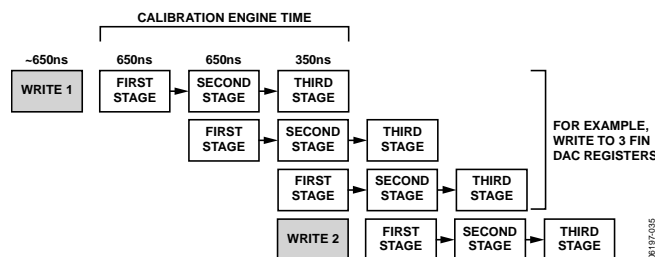 CALIBRATION ENGINE TIME
~650ns 650ns 650ns 350ns
WRITE 1 FIRST STAGE SECOND STAGE THIRD STAGE
FIRST STAGE SECOND STAGE THIRD STAGE
FIRST STAGE SECOND STAGE THIRD STAGE
WRITE 2 FIRST STAGE SECOND STAGE THIRD STAGE
FOR EXAMPLE,
WRITE TO 3 FIN
DAC REGISTERS
06197-035